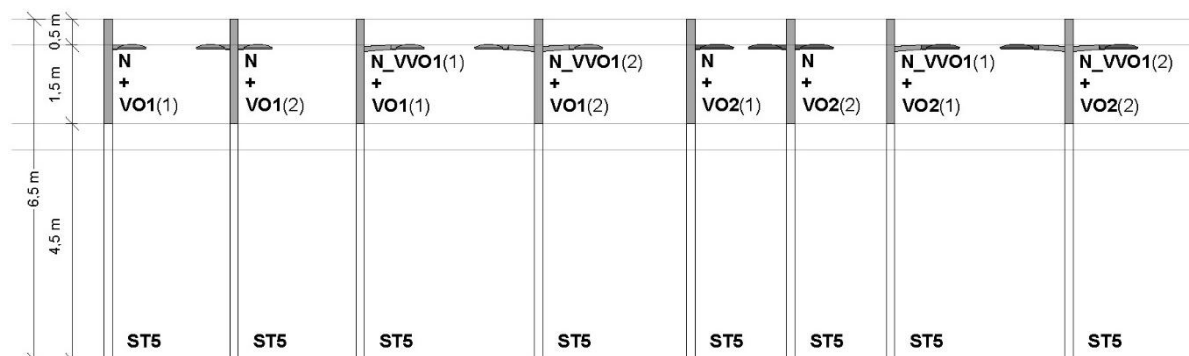 0,5 m
1,5 m
6,5 m
4,5 m
N
+
VO1(1)
N
+
VO1(2)
N_VVO1(1)
+
VO1(1)
N_VVO1(2)
+
VO1(2)
N
+
VO2(1)
N
+
VO2(2)
N_VVO1(1)
+
VO2(1)
N_VVO1(2)
+
VO2(2)
ST5
ST5
ST5
ST5
ST5
ST5
ST5
ST5